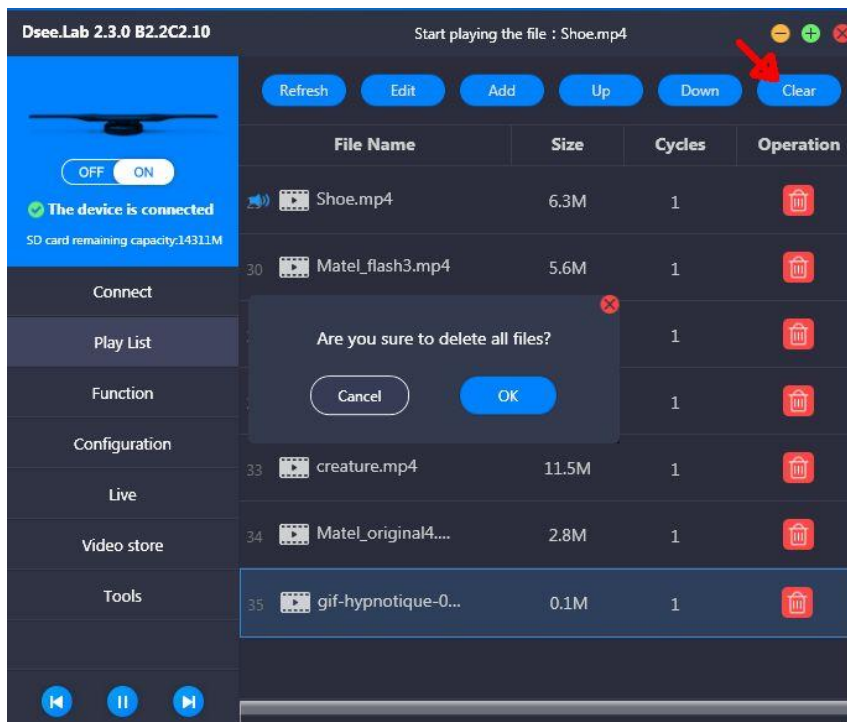 Dsee.Lab 2.3.0 B2.2C2.10
Start playing the file : Shoe.mp4
OFF ON
The device is connected
SD card remaining capacity:14311M
Connect
Play List
Function
Configuration
Live
Video store
Tools
Refresh Edit Add Up Down Clear
File Name Size Cycles Operation
Shoe.mp4 6.3M 1
30 Matel_flash3.mp4 5.6M 1
1
1
Are you sure to delete all files?
Cancel OK
33 creature.mp4 11.5M 1
34 Matel_original4.... 2.8M 1
35 gif-hypnotique-0... 0.1M 1